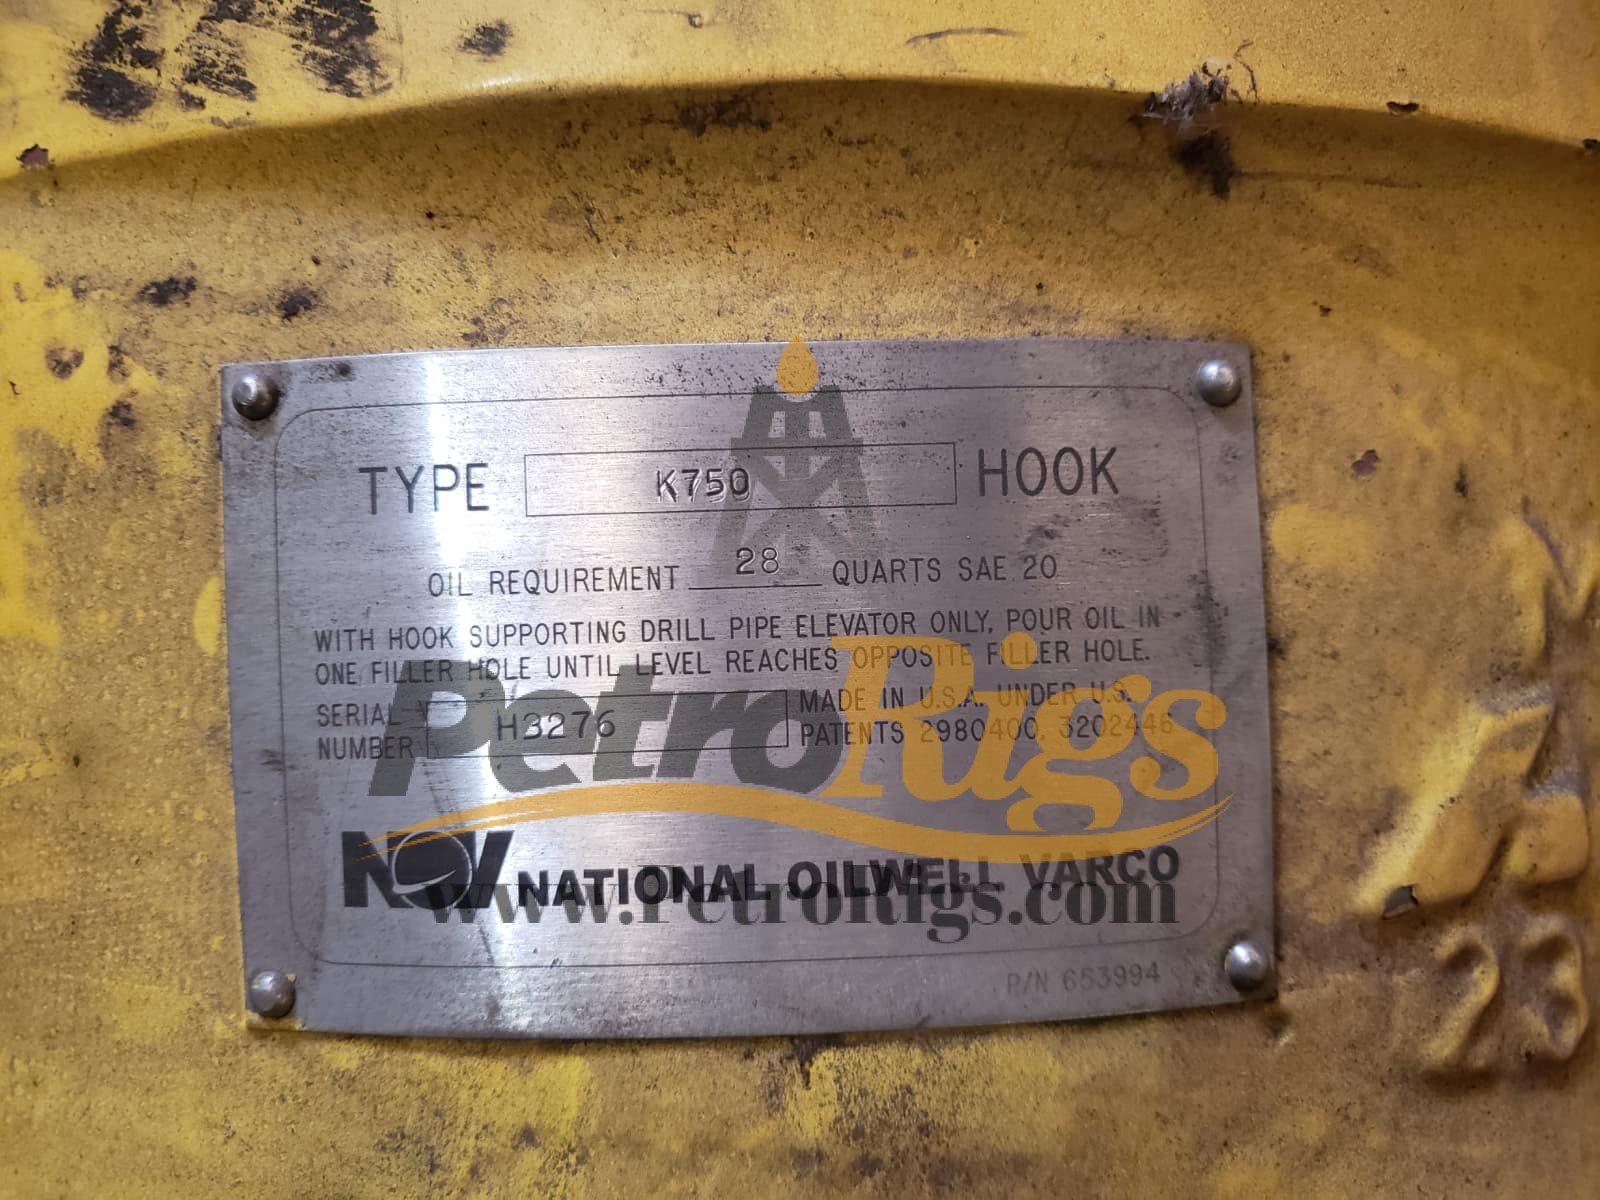 TYPE K750 HOOK
OIL REQUIREMENT 28 QUARTS SAE 20
WITH HOOK SUPPORTING DRILL PIPE ELEVATOR ONLY, POUR OIL IN
ONE FILLER HOLE UNTIL LEVEL REACHES OPPOSITE FILLER HOLE.
SERIAL NUMBER H3276
MADE IN U.S.A. UNDER U.S.
PATENTS 2980400, 3202446
PetroRigs
NOV NATIONAL OILWELL VARCO
www.PetroRigs.com
P/N 653994
23